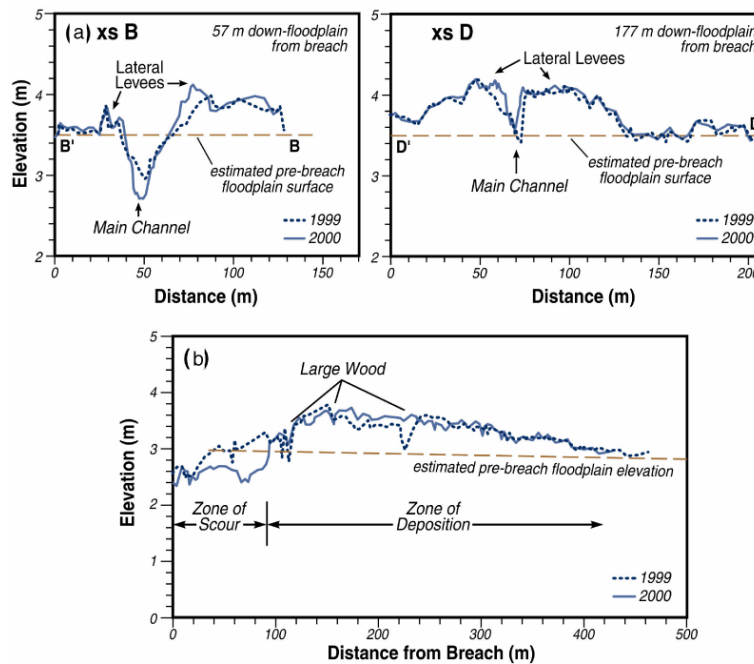 (a) xs B
57 m down-floodplain
from breach
Lateral
Levees
B'
B
estimated pre-breach
floodplain surface
Main Channel
1999
2000
Elevation (m)
5
4
3
2
0
50
100
150
Distance (m)
xs D
177 m down-floodplain
from breach
Lateral Levees
D'
D
estimated pre-breach
floodplain surface
Main Channel
1999
2000
5
4
3
2
0
50
100
150
200
Distance (m)
(b)
Large Wood
estimated pre-breach floodplain elevation
Zone of
Scour
Zone of
Deposition
1999
2000
Elevation (m)
5
4
3
2
1
0
0
100
200
300
400
500
Distance from Breach (m)